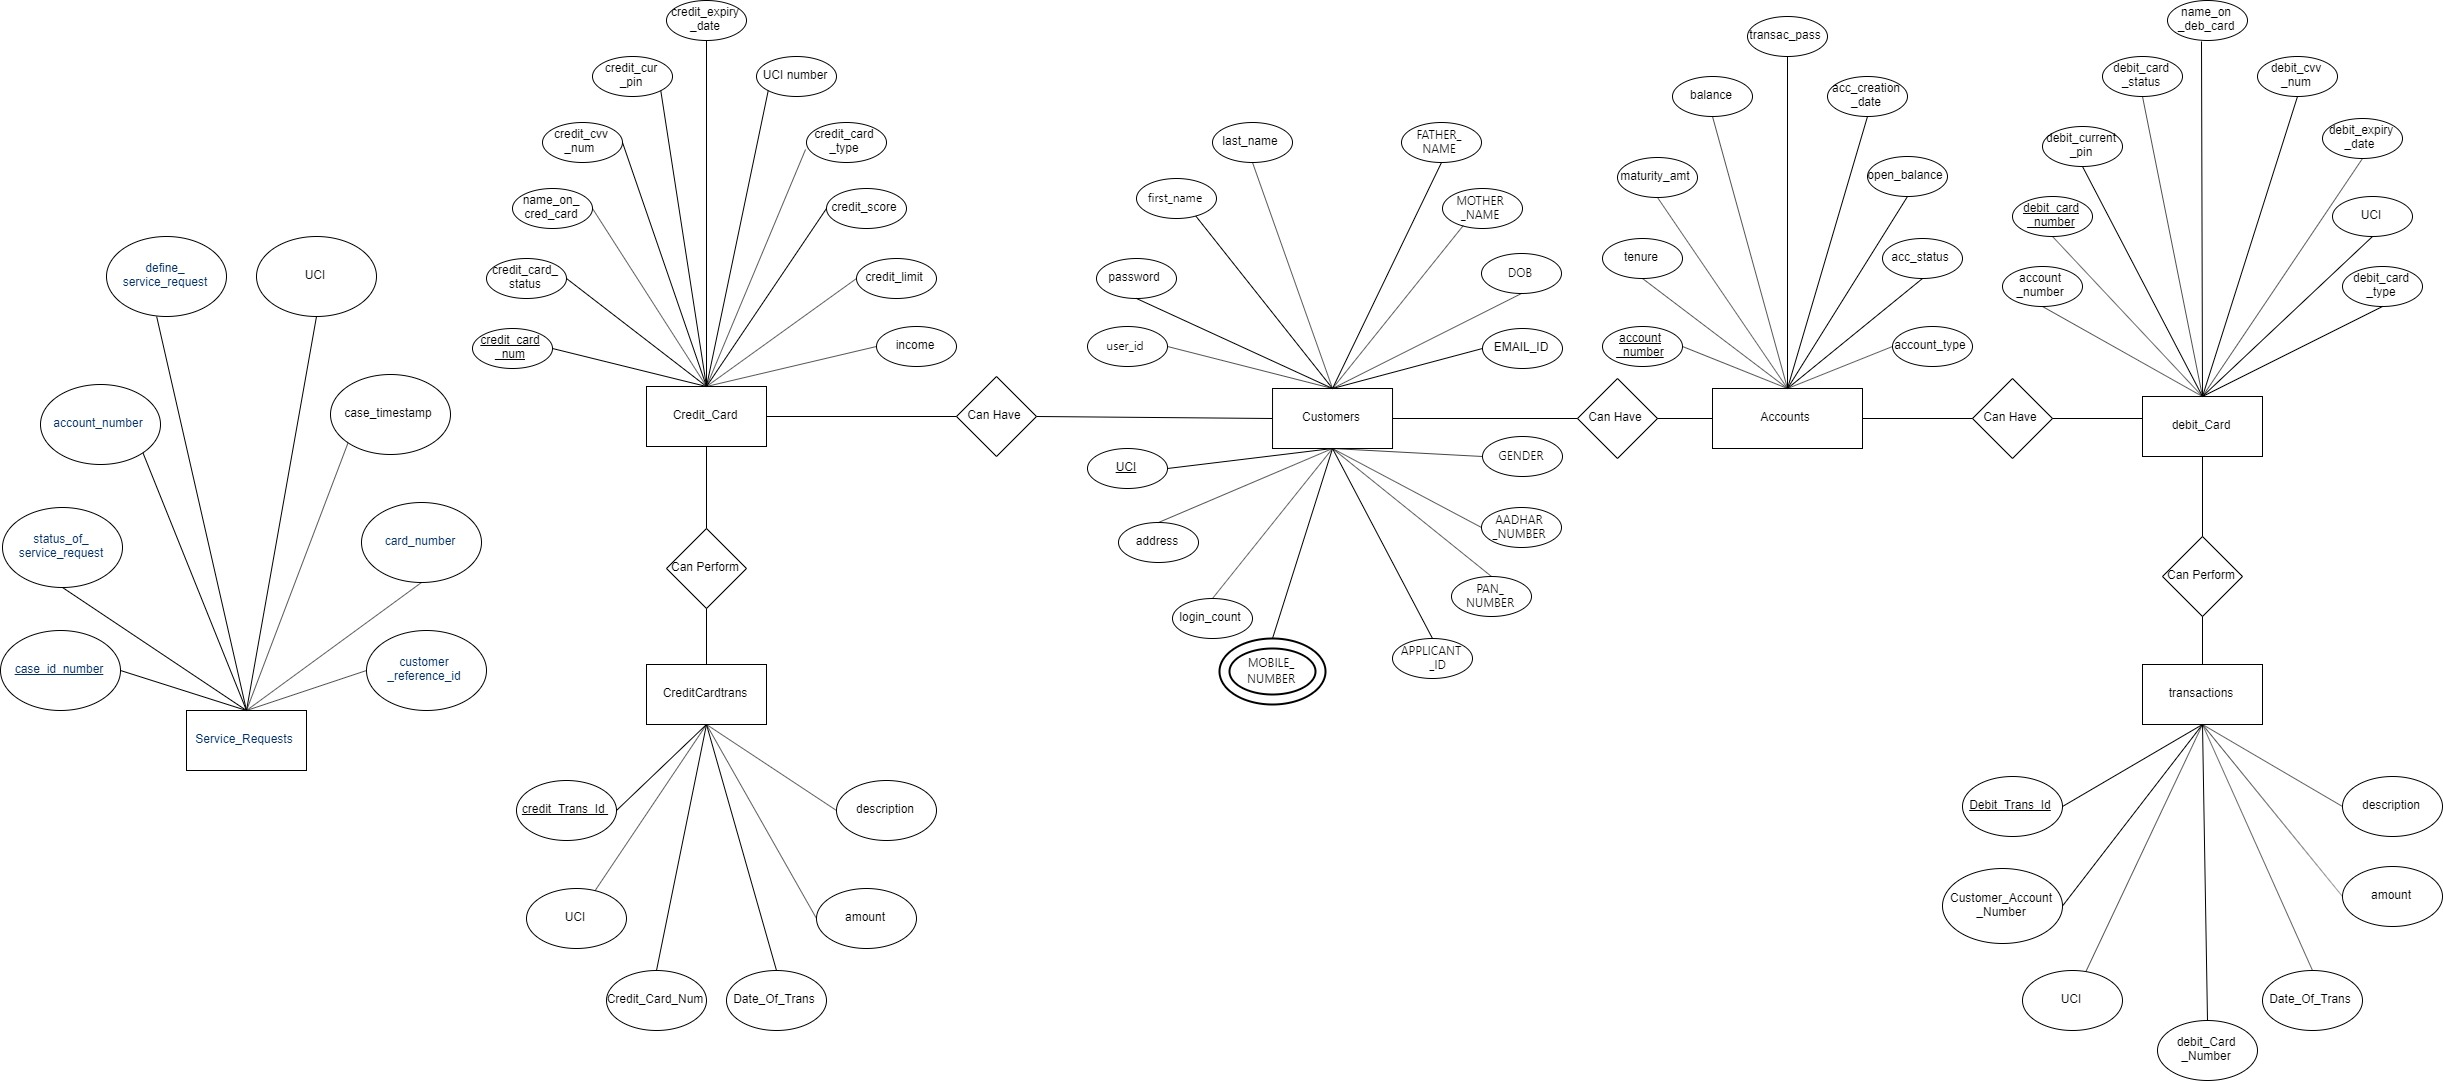 define_
service_request
UCI
account_number
case_timestamp
status_of_
service_request
card_number
case_id_number
customer
_reference_id
Service_Requests
credit_expiry
_date
credit_cur
_pin
UCI number
credit_cvv
_num
credit_card
_type
name_on_
cred_card
credit_score
credit_card_
status
credit_limit
credit_card
_num
income
Credit_Card
Can Have
Can Perform
CreditCardtrans
credit_Trans_Id
description
UCI
amount
Credit_Card_Num
Date_Of_Trans
last_name
FATHER_
NAME
first_name
MOTHER
_NAME
password
DOB
user_id
EMAIL_ID
Customers
UCI
GENDER
address
AADHAR
_NUMBER
login_count
PAN_
NUMBER
MOBILE_
NUMBER
APPLICANT
_ID
Can Have
transac_pass
balance
acc_creation
_date
maturity_amt
open_balance
tenure
acc_status
account
_number
account_type
Accounts
Can Have
name_on
_deb_card
debit_card
_status
debit_cvv
_num
debit_current
_pin
debit_expiry
_date
debit_card
_number
UCI
account
_number
debit_card
_type
debit_Card
Can Perform
transactions
Debit_Trans_Id
description
Customer_Account
_Number
amount
UCI
Date_Of_Trans
debit_Card
_Number